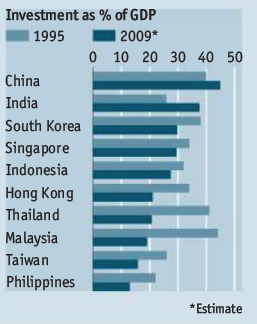 Investment as % of GDP
1995 2009*
0 10 20 30 40 50
China
India
South Korea
Singapore
Indonesia
Hong Kong
Thailand
Malaysia
Taiwan
Philippines
*Estimate